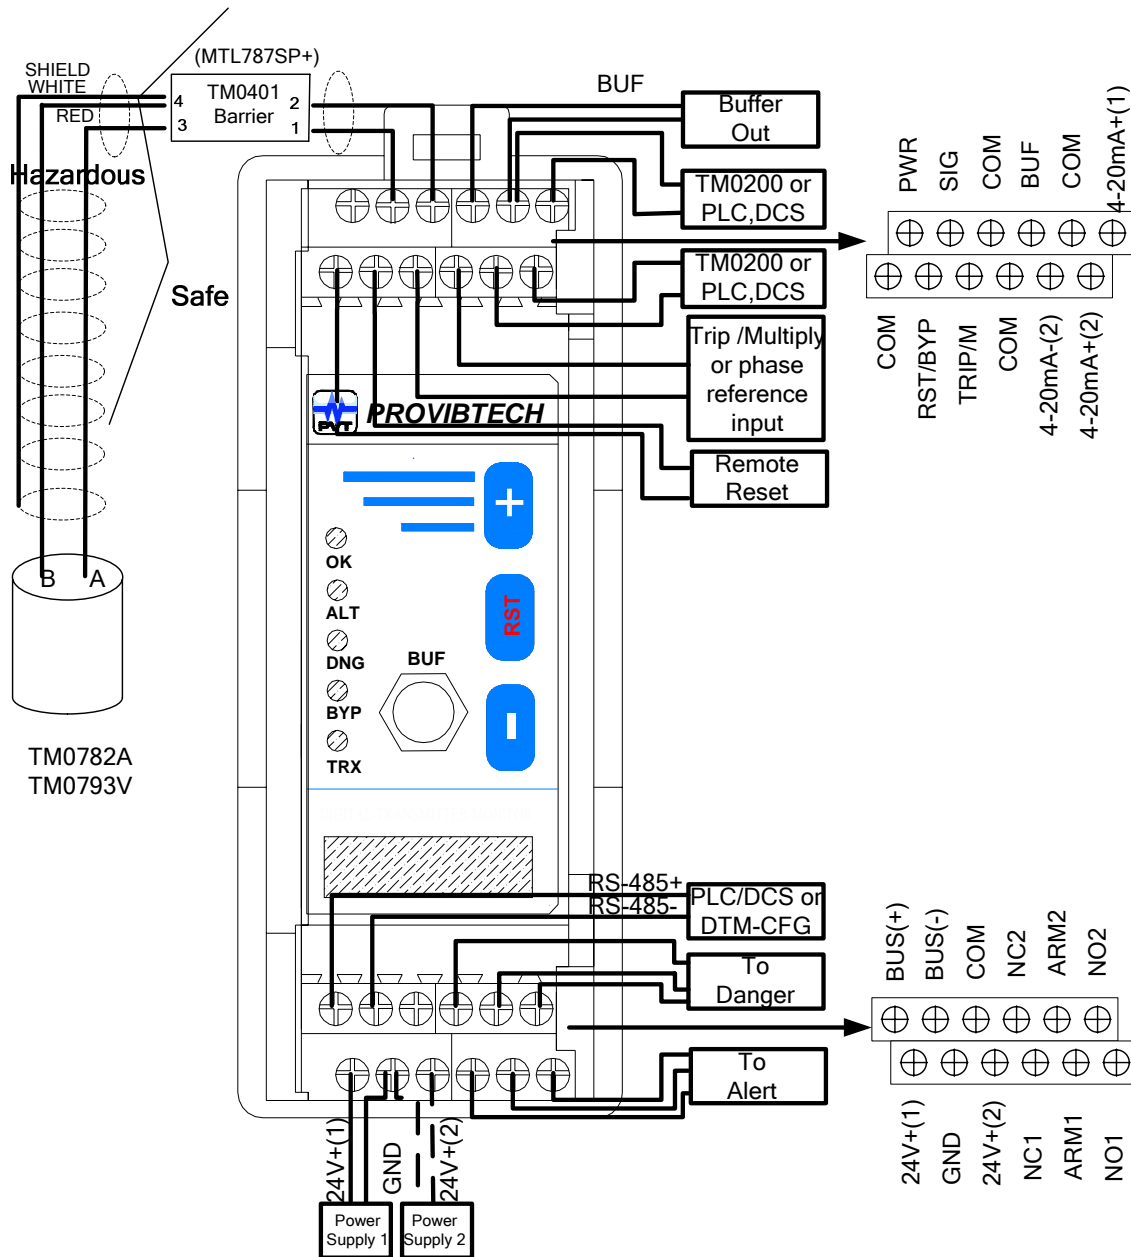 (MTL787SP+)
SHIELD
WHITE
RED
4
3
TM0401
Barrier
2
1
Hazardous
Safe
B A
TM0782A
TM0793V
BUF
Buffer
Out
TM0200 or
PLC,DCS
TM0200 or
PLC,DCS
Trip /Multiply
or phase
reference
input
Remote
Reset
PVT
PROVIBTECH
+
RST
-
OK
ALT
DNG
BYP
TRX
BUF
RS-485+
RS-485-
PLC/DCS or
DTM-CFG
To
Danger
To
Alert
24V+(1)
GND
24V+(2)
Power
Supply 1
Power
Supply 2
PWR
SIG
COM
BUF
COM
4-20mA+(1)
COM
RST/BYP
TRIP/M
COM
4-20mA-(2)
4-20mA+(2)
BUS(+)
BUS(-)
COM
NC2
ARM2
NO2
24V+(1)
GND
24V+(2)
NC1
ARM1
NO1